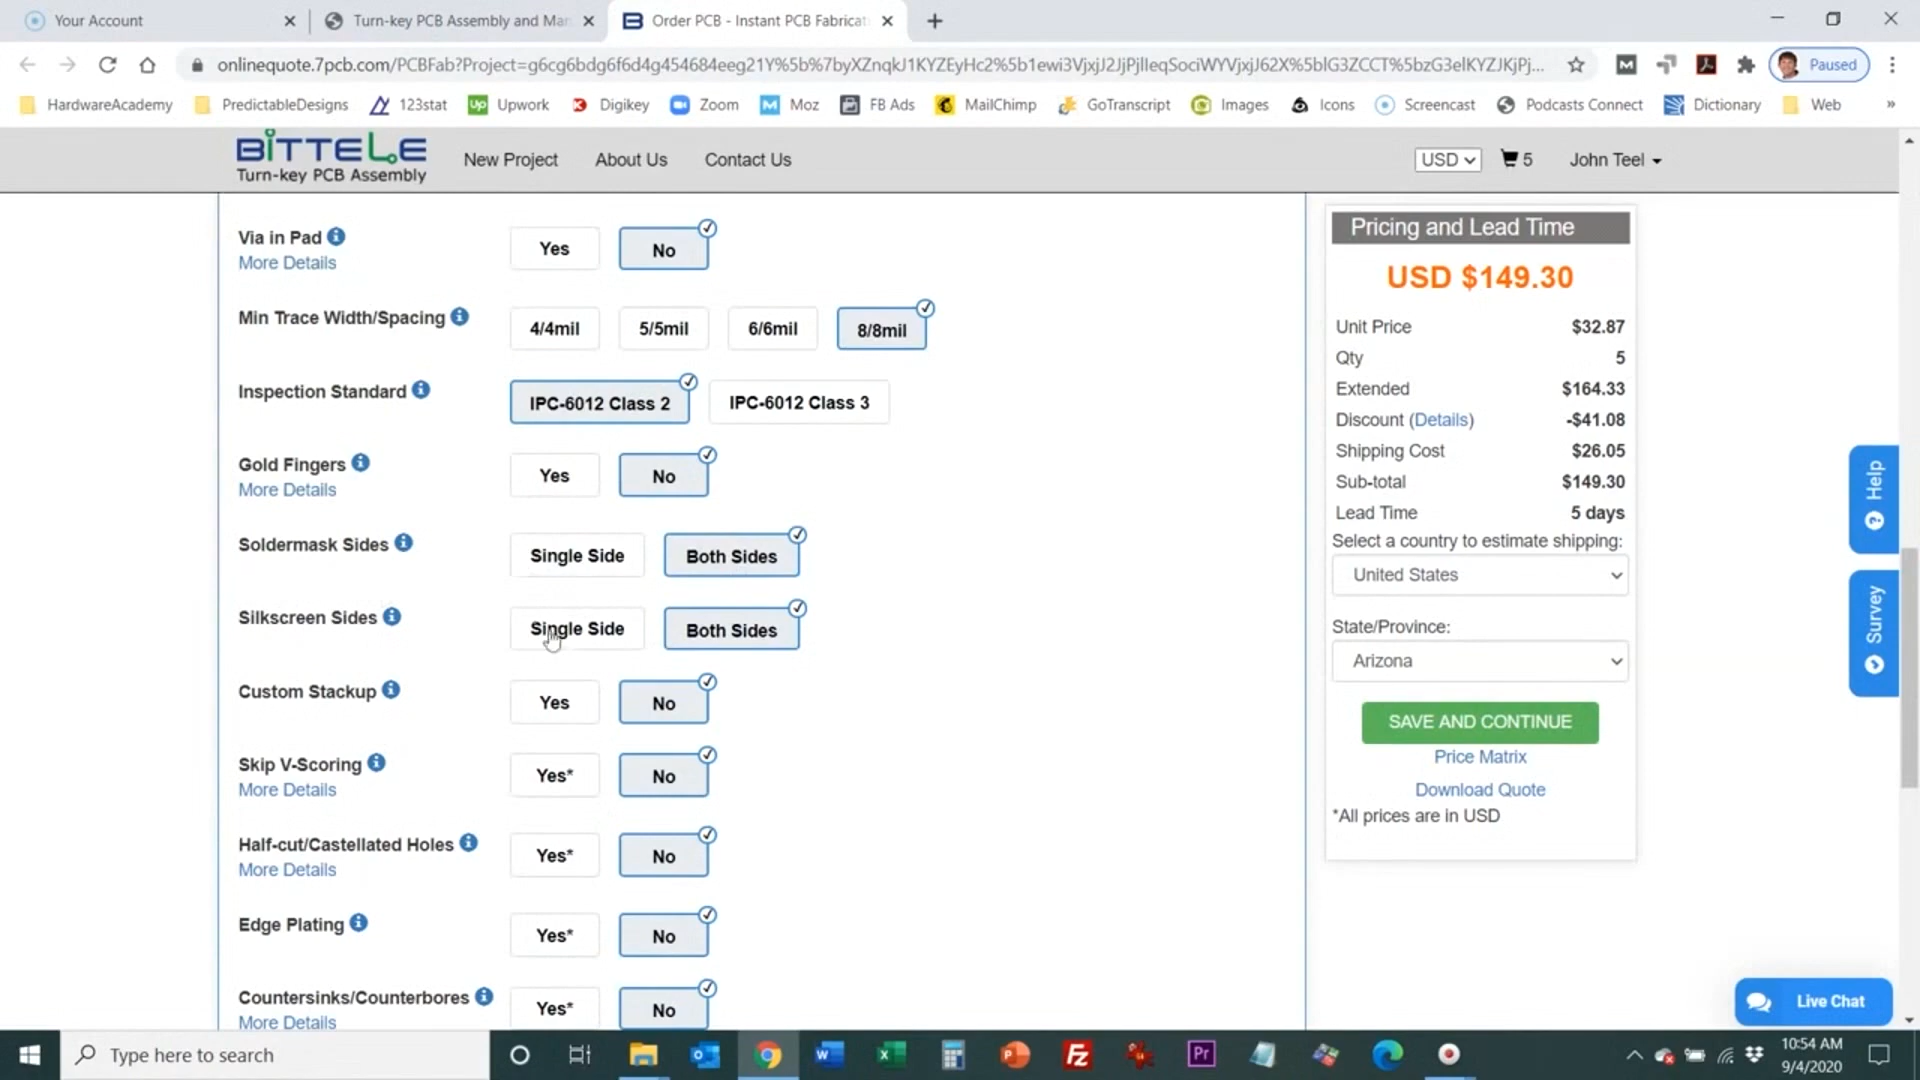 Your Account
Turn-key PCB Assembly and Man
Order PCB - Instant PCB Fabricat
onlinequote.7pcb.com/PCBFab?Project=g6cg6bdg6f6d4g454684eeg21Y%5b%7byXZnqkJ1KYZEyHc2%5b1ewi3VjxjJ2JjPjlIeqSociWYVjxjJ62X%5blG3ZCCT%5bzG3elKYZJKjPj...
Paused
HardwareAcademy
PredictableDesigns
123stat
Up Upwork
Digikey
Zoom
M Moz
FB Ads
MailChimp
GoTranscript
Images
Icons
Screencast
Podcasts Connect
Dictionary
Web
»
BITTELE
Turn-key PCB Assembly
New Project
About Us
Contact Us
USD
5
John Teel
Via in Pad
More Details
Yes
No
Min Trace Width/Spacing
4/4mil
5/5mil
6/6mil
8/8mil
Inspection Standard
IPC-6012 Class 2
IPC-6012 Class 3
Gold Fingers
More Details
Yes
No
Soldermask Sides
Single Side
Both Sides
Silkscreen Sides
Single Side
Both Sides
Custom Stackup
Yes
No
Skip V-Scoring
More Details
Yes*
No
Half-cut/Castellated Holes
More Details
Yes*
No
Edge Plating
Yes*
No
Countersinks/Counterbores
More Details
Yes*
No
Pricing and Lead Time
USD $149.30
Unit Price $32.87
Qty 5
Extended $164.33
Discount (Details) -$41.08
Shipping Cost $26.05
Sub-total $149.30
Lead Time 5 days
Select a country to estimate shipping:
United States
State/Province:
Arizona
SAVE AND CONTINUE
Price Matrix
Download Quote
*All prices are in USD
Help
Survey
Live Chat
Type here to search
10:54 AM
9/4/2020